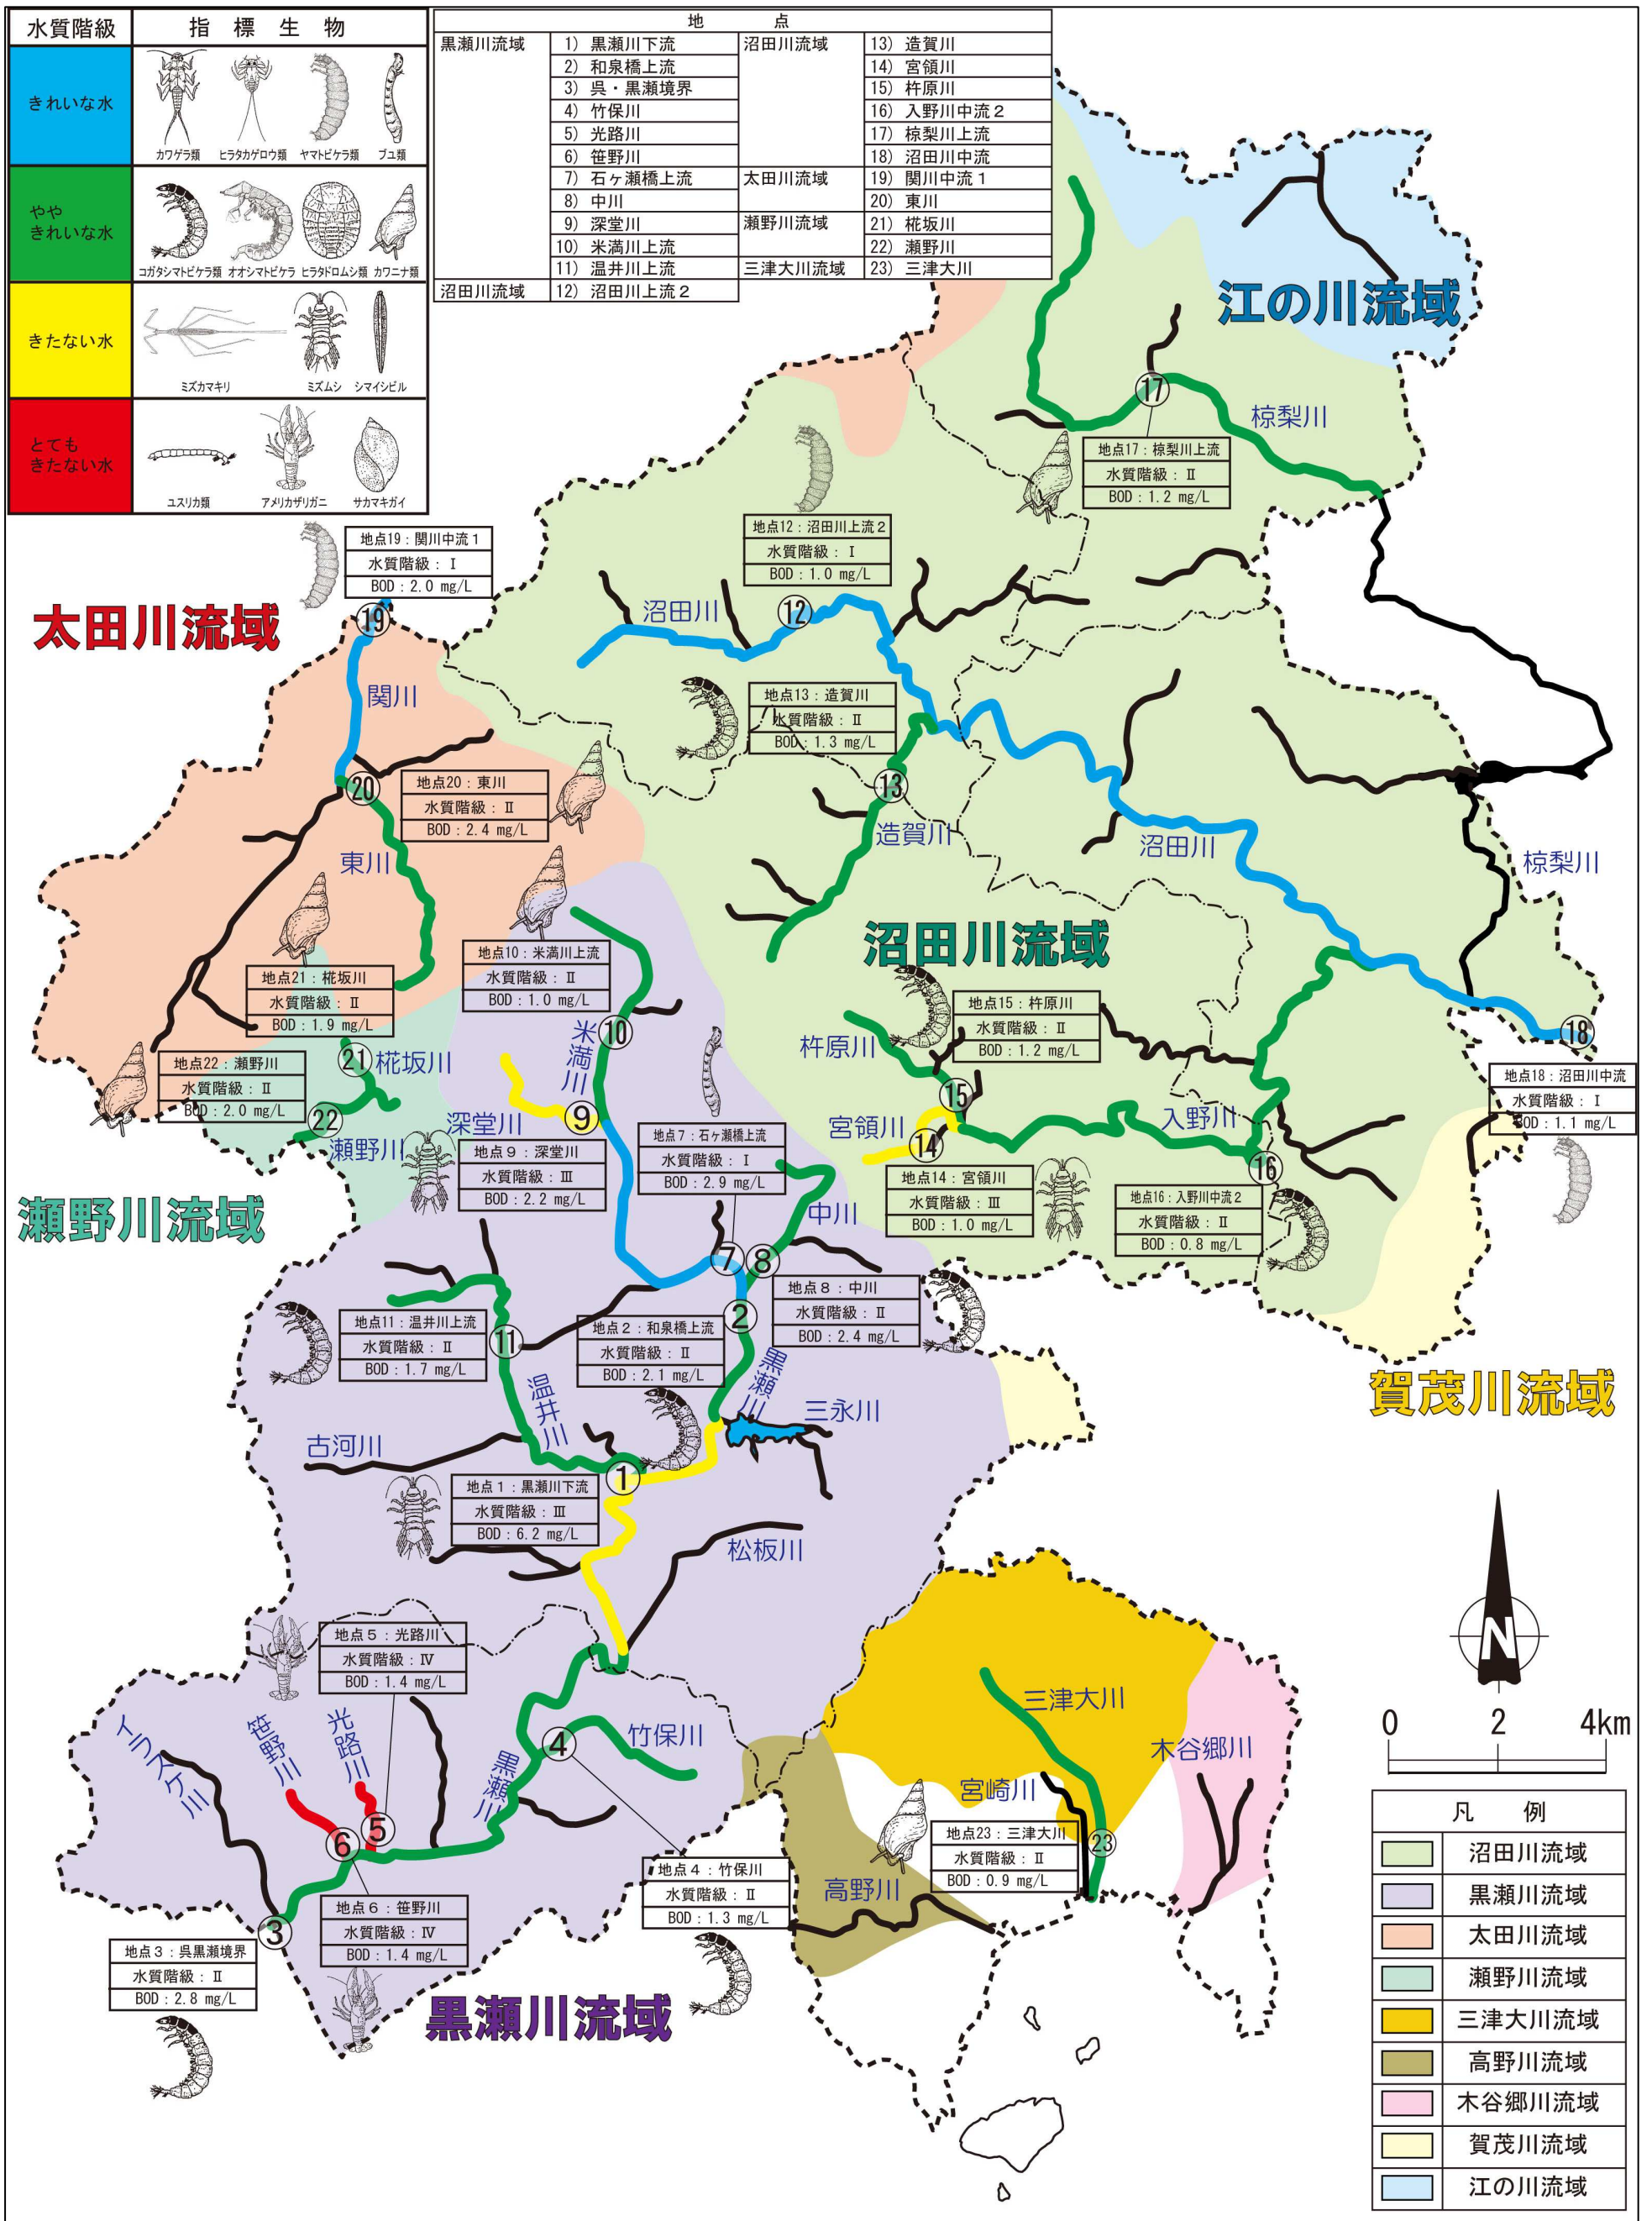 水質階級 指標生物
きれいな水
カワゲラ類 ヒラタカゲロウ類 ヤマトビケラ類 ブユ類
やや
きれいな水
コガタシマトビケラ類 オオシマトビケラ ヒラタドロムシ類 カワニナ類
きたない水
ミズカマキリ ミズムシ シマイシビル
とても
きたない水
ユスリカ類 アメリカザリガニ サカマキガイ
地 点
黒瀬川流域 1) 黒瀬川下流 沼田川流域 13) 造賀川
2) 和泉橋上流 14) 宮領川
3) 呉・黒瀬境界 15) 杵原川
4) 竹保川 16) 入野川中流2
5) 光路川 17) 椋梨川上流
6) 笹野川 18) 沼田川中流
7) 石ヶ瀬橋上流 太田川流域 19) 関川中流1
8) 中川 20) 東川
9) 深堂川 瀬野川流域 21) 椛坂川
10) 米満川上流 22) 瀬野川
11) 温井川上流 三津大川流域 23) 三津大川
沼田川流域 12) 沼田川上流2
江の川流域
17
椋梨川
地点17:椋梨川上流
水質階級:Ⅱ
BOD:1.2 mg/L
地点12:沼田川上流2
水質階級:Ⅰ
BOD:1.0 mg/L
地点19:関川中流1
水質階級:Ⅰ
BOD:2.0 mg/L
太田川流域
19
沼田川
12
関川
地点13:造賀川
水質階級:Ⅱ
BOD:1.3 mg/L
20
地点20:東川
水質階級:Ⅱ
BOD:2.4 mg/L
13
造賀川
沼田川
椋梨川
東川
沼田川流域
地点10:米満川上流
水質階級:Ⅱ
BOD:1.0 mg/L
地点21:椛坂川
水質階級:Ⅱ
BOD:1.9 mg/L
地点15:杵原川
水質階級:Ⅱ
BOD:1.2 mg/L
10
米満川
杵原川
18
21
椛坂川
地点22:瀬野川
水質階級:Ⅱ
BOD:2.0 mg/L
地点18:沼田川中流
水質階級:Ⅰ
BOD:1.1 mg/L
15
22
瀬野川
深堂川
9
宮領川
14
入野川
16
地点7:石ヶ瀬橋上流
水質階級:Ⅰ
BOD:2.9 mg/L
地点9:深堂川
水質階級:Ⅲ
BOD:2.2 mg/L
地点14:宮領川
水質階級:Ⅲ
BOD:1.0 mg/L
地点16:入野川中流2
水質階級:Ⅱ
BOD:0.8 mg/L
瀬野川流域
中川
7
8
地点8:中川
水質階級:Ⅱ
BOD:2.4 mg/L
地点11:温井川上流
水質階級:Ⅱ
BOD:1.7 mg/L
11
地点2:和泉橋上流
水質階級:Ⅱ
BOD:2.1 mg/L
2
黒瀬川
温井川
三永川
賀茂川流域
古河川
1
地点1:黒瀬川下流
水質階級:Ⅲ
BOD:6.2 mg/L
松板川
地点5:光路川
水質階級:Ⅳ
BOD:1.4 mg/L
N
0 2 4km
イラスケ川
笹野川
光路川
黒瀬川
4
竹保川
三津大川
木谷郷川
宮崎川
5
6
3
23
地点23:三津大川
水質階級:Ⅱ
BOD:0.9 mg/L
地点4:竹保川
水質階級:Ⅱ
BOD:1.3 mg/L
高野川
地点6:笹野川
水質階級:Ⅳ
BOD:1.4 mg/L
地点3:呉黒瀬境界
水質階級:Ⅱ
BOD:2.8 mg/L
黒瀬川流域
凡 例
沼田川流域
黒瀬川流域
太田川流域
瀬野川流域
三津大川流域
高野川流域
木谷郷川流域
賀茂川流域
江の川流域